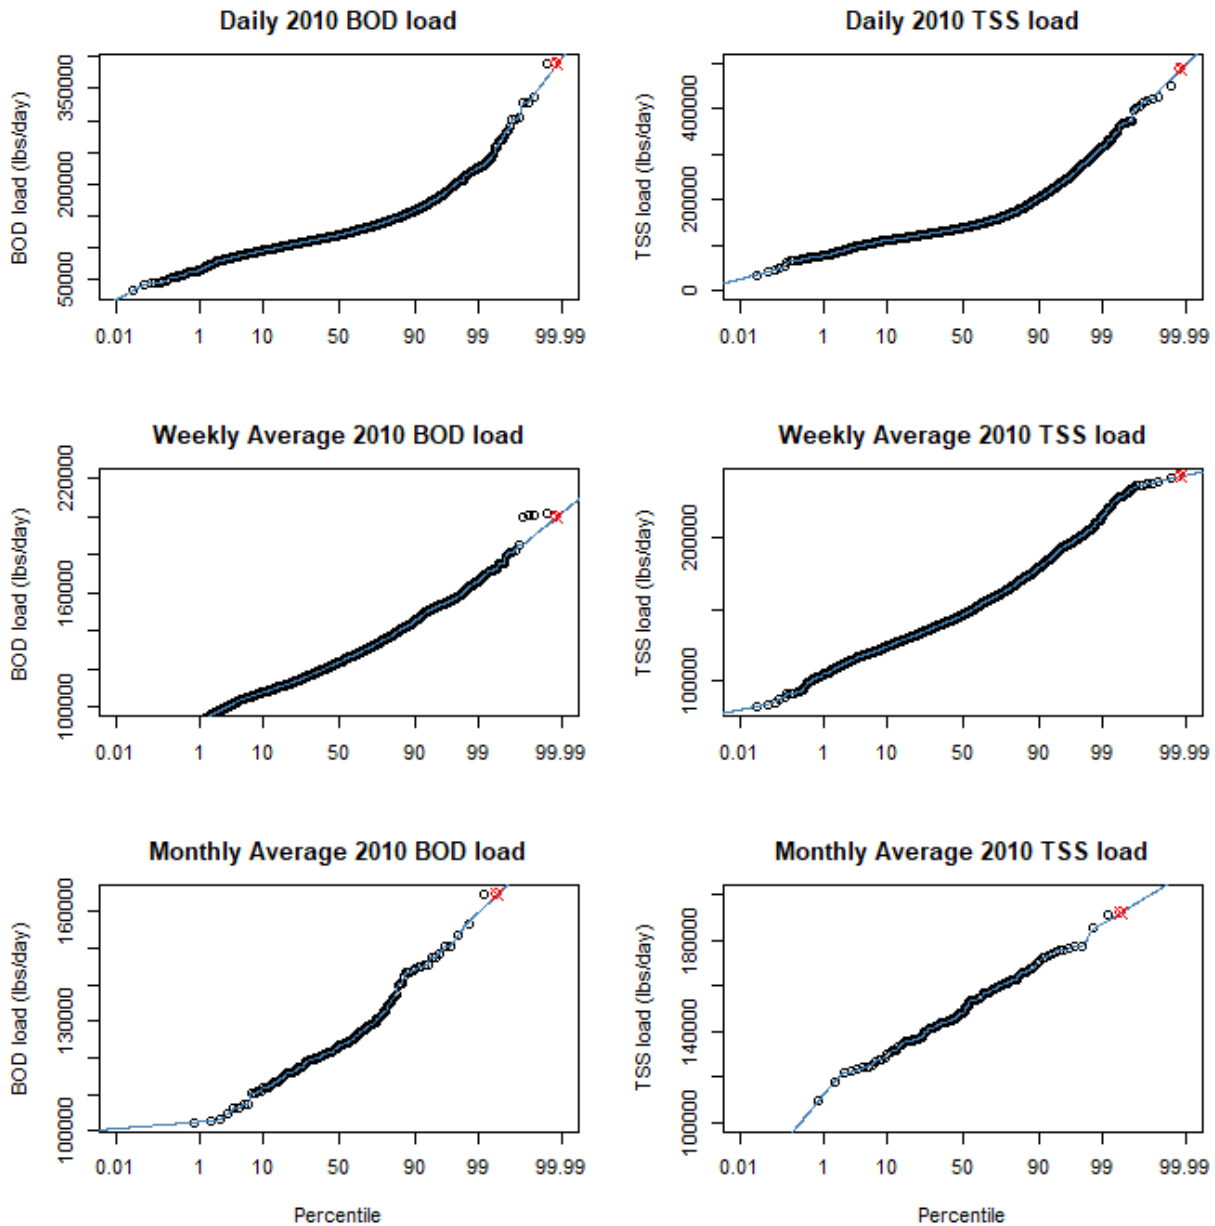 Daily 2010 BOD load
BOD load (lbs/day)
350000
200000
50000
0.01 1 10 50 90 99 99.99
Daily 2010 TSS load
TSS load (lbs/day)
400000
200000
0
0.01 1 10 50 90 99 99.99
Weekly Average 2010 BOD load
BOD load (lbs/day)
220000
160000
100000
0.01 1 10 50 90 99 99.99
Weekly Average 2010 TSS load
TSS load (lbs/day)
200000
100000
0.01 1 10 50 90 99 99.99
Monthly Average 2010 BOD load
BOD load (lbs/day)
160000
130000
100000
0.01 1 10 50 90 99 99.99
Percentile
Monthly Average 2010 TSS load
TSS load (lbs/day)
180000
140000
100000
0.01 1 10 50 90 99 99.99
Percentile